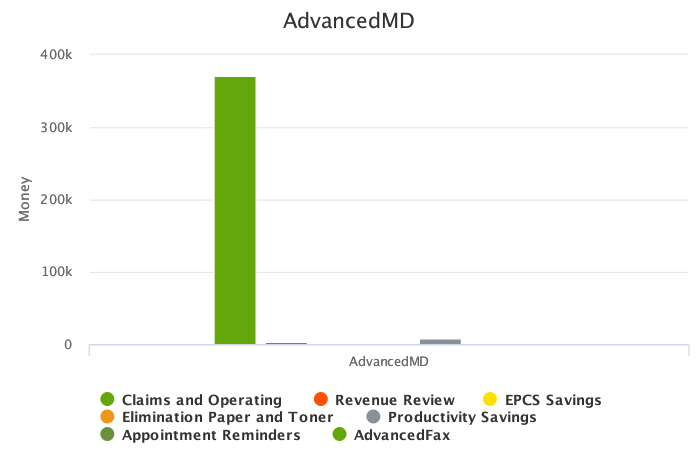 AdvancedMD
400k
300k
200k
100k
0
Money
AdvancedMD
Claims and Operating Revenue Review EPCS Savings
Elimination Paper and Toner Productivity Savings
Appointment Reminders AdvancedFax